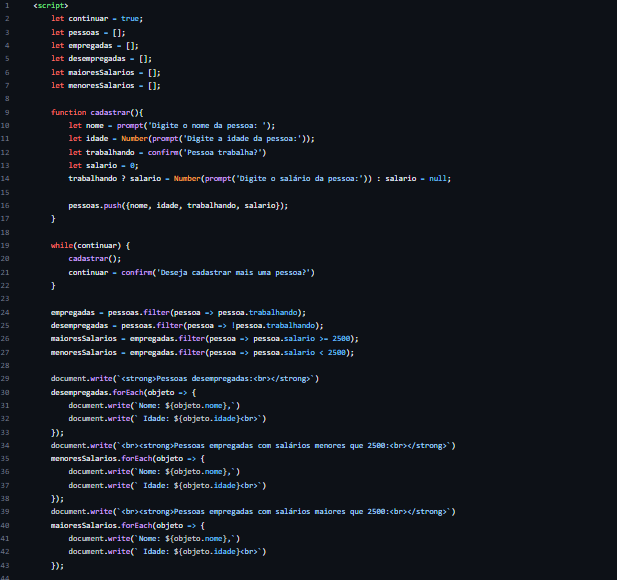 1 <script>
2 let continuar = true;
3 let pessoas = [];
4 let empregadas = [];
5 let desempregadas = [];
6 let maioresSalarios = [];
7 let menoresSalarios = [];
8
9 function cadastrar(){
10 let nome = prompt('Digite o nome da pessoa: ');
11 let idade = Number(prompt('Digite a idade da pessoa:'));
12 let trabalhando = confirm('Pessoa trabalha?')
13 let salario = 0;
14 trabalhando ? salario = Number(prompt('Digite o salário da pessoa:')) : salario = null;
15
16 pessoas.push({nome, idade, trabalhando, salario});
17 }
18
19 while(continuar) {
20 cadastrar();
21 continuar = confirm('Deseja cadastrar mais uma pessoa?')
22 }
23
24 empregadas = pessoas.filter(pessoa => pessoa.trabalhando);
25 desempregadas = pessoas.filter(pessoa => !pessoa.trabalhando);
26 maioresSalarios = empregadas.filter(pessoa => pessoa.salario >= 2500);
27 menoresSalarios = empregadas.filter(pessoa => pessoa.salario < 2500);
28
29 document.write(`<strong>Pessoas desempregadas:<br></strong>`)
30 desempregadas.forEach(objeto => {
31 document.write(`Nome: ${objeto.nome},`)
32 document.write(` Idade: ${objeto.idade}<br>`)
33 });
34 document.write(`<br><strong>Pessoas empregadas com salários menores que 2500:<br></strong>`)
35 menoresSalarios.forEach(objeto => {
36 document.write(`Nome: ${objeto.nome},`)
37 document.write(` Idade: ${objeto.idade}<br>`)
38 });
39 document.write(`<br><strong>Pessoas empregadas com salários maiores que 2500:<br></strong>`)
40 maioresSalarios.forEach(objeto => {
41 document.write(`Nome: ${objeto.nome},`)
42 document.write(` Idade: ${objeto.idade}<br>`)
43 });
44